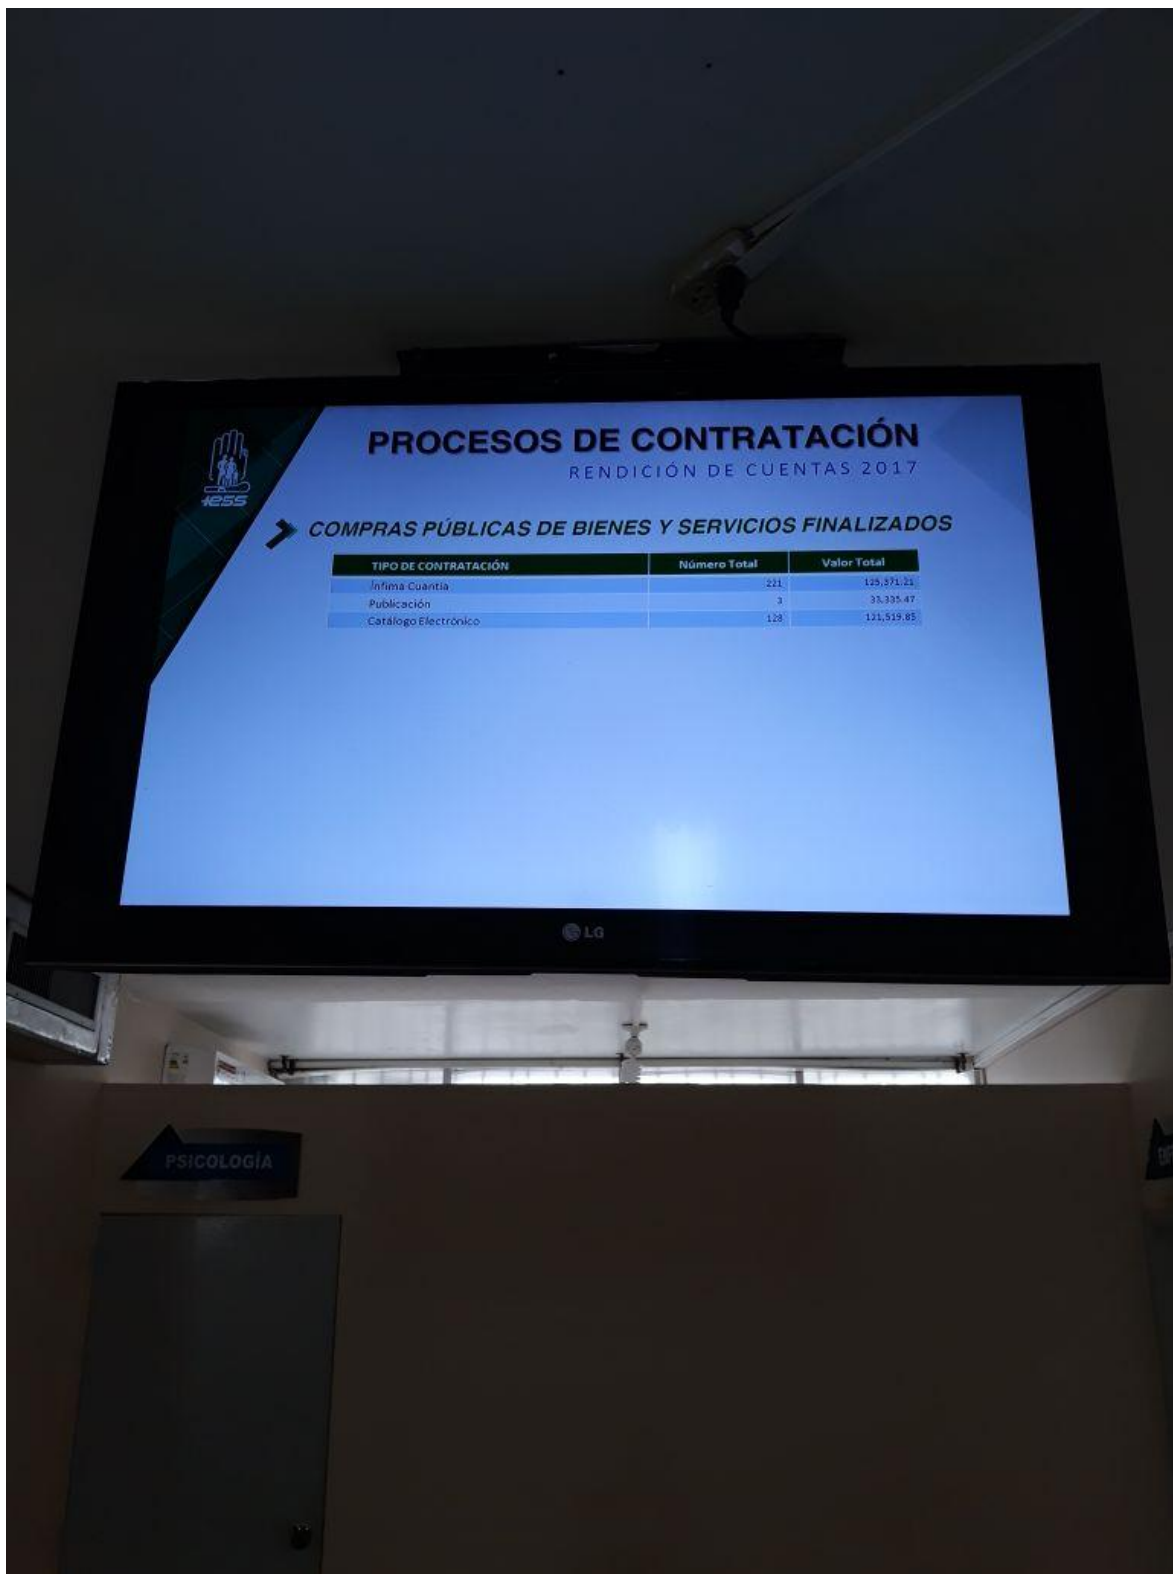 PROCESOS DE CONTRATACIÓN
RENDICIÓN DE CUENTAS 2017
iess
COMPRAS PÚBLICAS DE BIENES Y SERVICIOS FINALIZADOS
TIPO DE CONTRATACIÓN Número Total Valor Total
Ínfima Cuantía 221 125,371.21
Publicación 3 33,335.47
Catálogo Electrónico 128 121,519.85
LG
PSICOLOGÍA